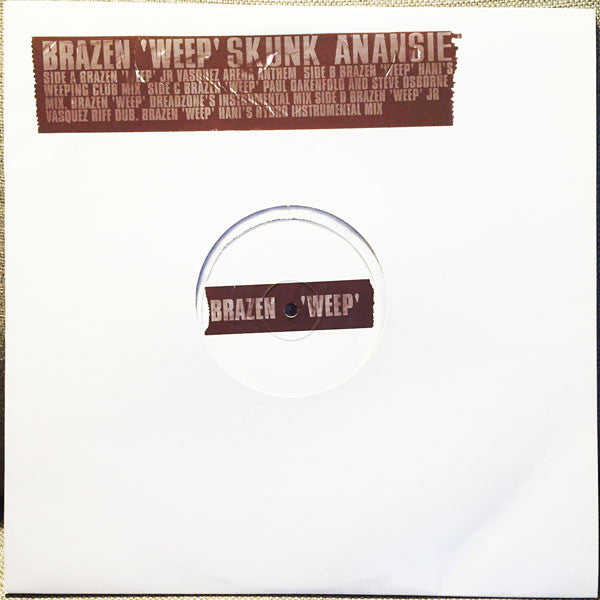 BRAZEN 'WEEP' SKUNK ANANSIE
SIDE A BRAZEN 'WEEP' JR VASQUEZ ARENA ANTHEM SIDE B BRAZEN 'WEEP' HANI'S
WEEPING CLUB MIX SIDE C BRAZEN 'WEEP' PAUL OAKENFOLD AND STEVE OSBORNE
MIX. BRAZEN 'WEEP' DREADZONE'S INSTRUMENTAL MIX SIDE D BRAZEN 'WEEP' JR
VASQUEZ RIFF DUB. BRAZEN 'WEEP' HANI'S INSTRUMENTAL MIX
BRAZEN 'WEEP'